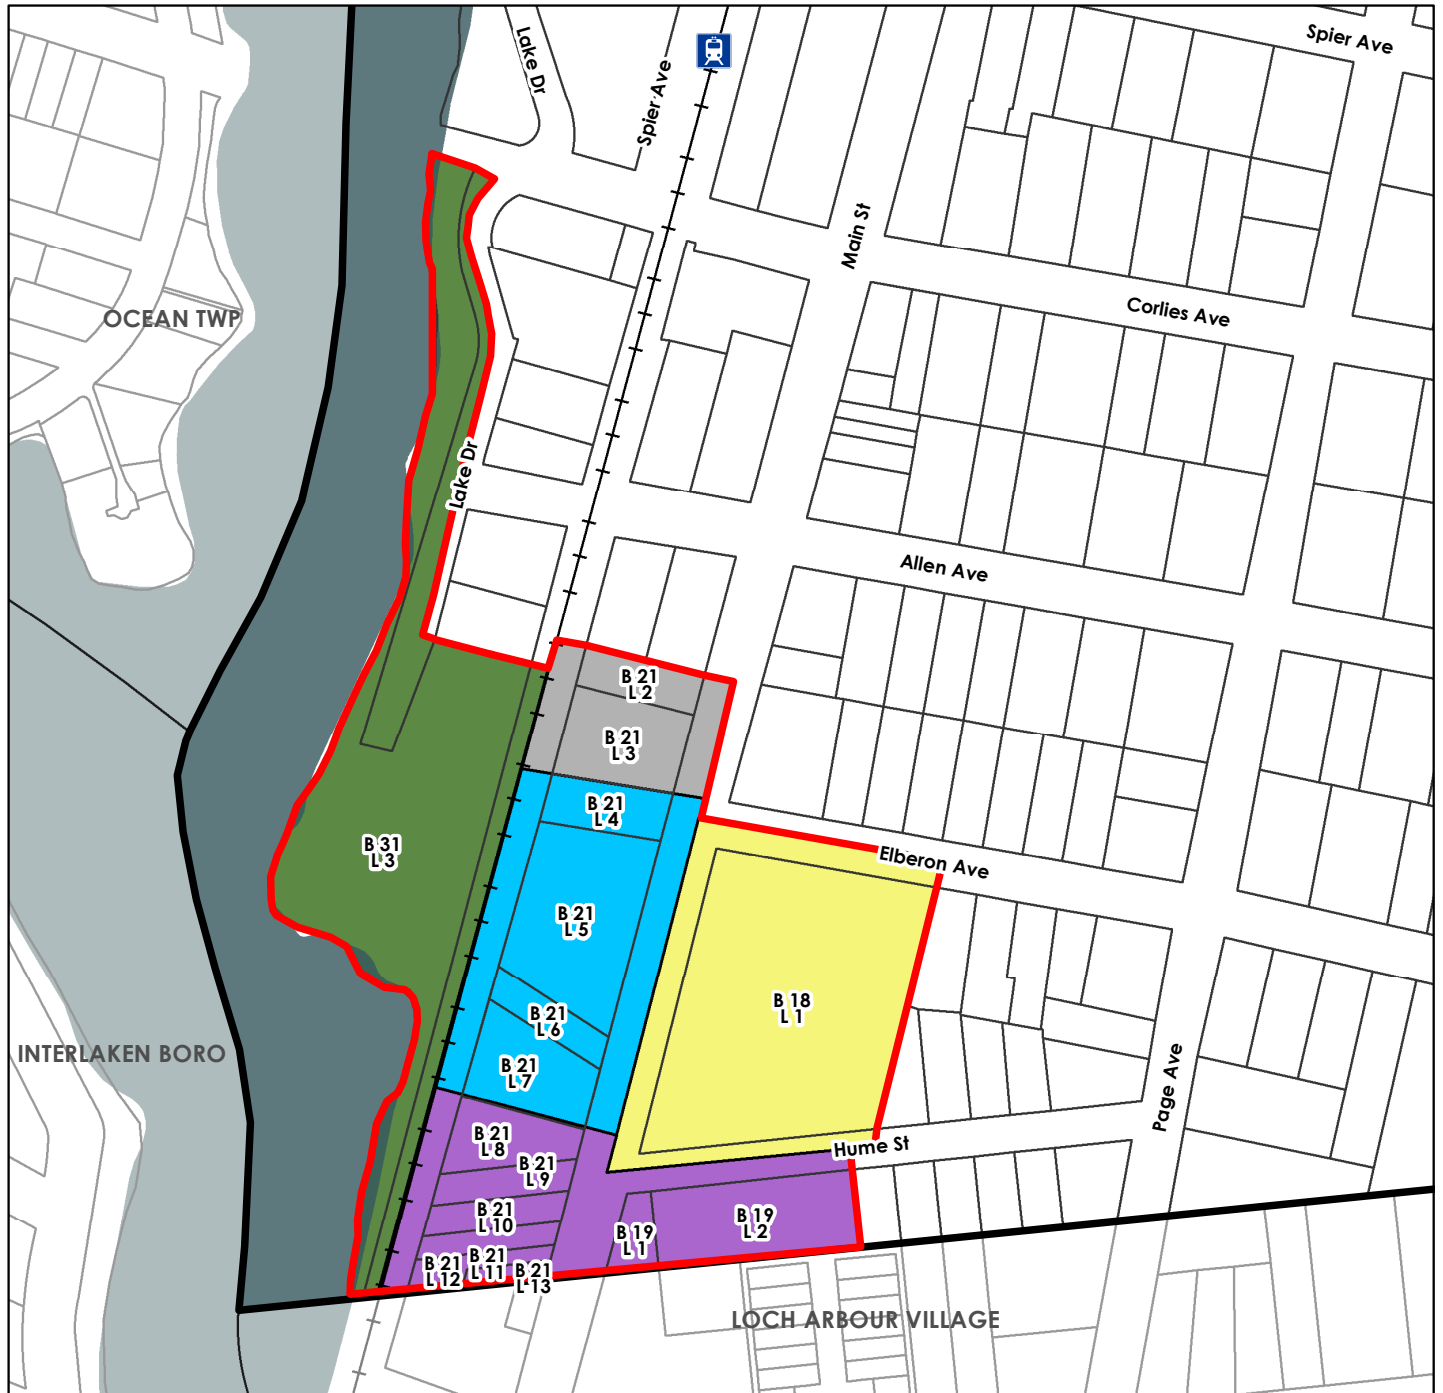 Spier Ave
Lake Dr
Spier Ave
Main St
Corlies Ave
OCEAN TWP
Lake Dr
Allen Ave
B 21
L 2
B 21
L 3
B 21
L 4
B 31
L 3
Elberon Ave
B 21
L 5
B 18
L 1
B 21
L 6
INTERLAKEN BORO
B 21
L 7
Page Ave
B 21
L 8
Hume St
B 21
L 9
B 21
L 10
B 19
L 1
B 19
L 2
B 21
L 12
B 21
L 11
B 21
L 13
LOCH ARBOUR VILLAGE